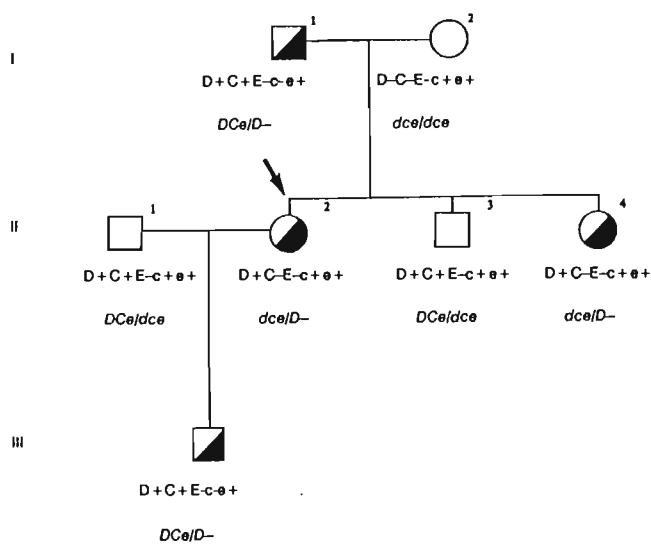 1 2
I
D+C+E-c-e+ D-C-E-c+e+
DCe/D- dce/dce
1 2 3 4
II
D+C+E-c+e+ D+C-E-c+e+ D+C+E-c+e+ D+C-E-c+e+
DCe/dce dce/D- DCe/dce dce/D-
III
D+C+E-c-e+
DCe/D-